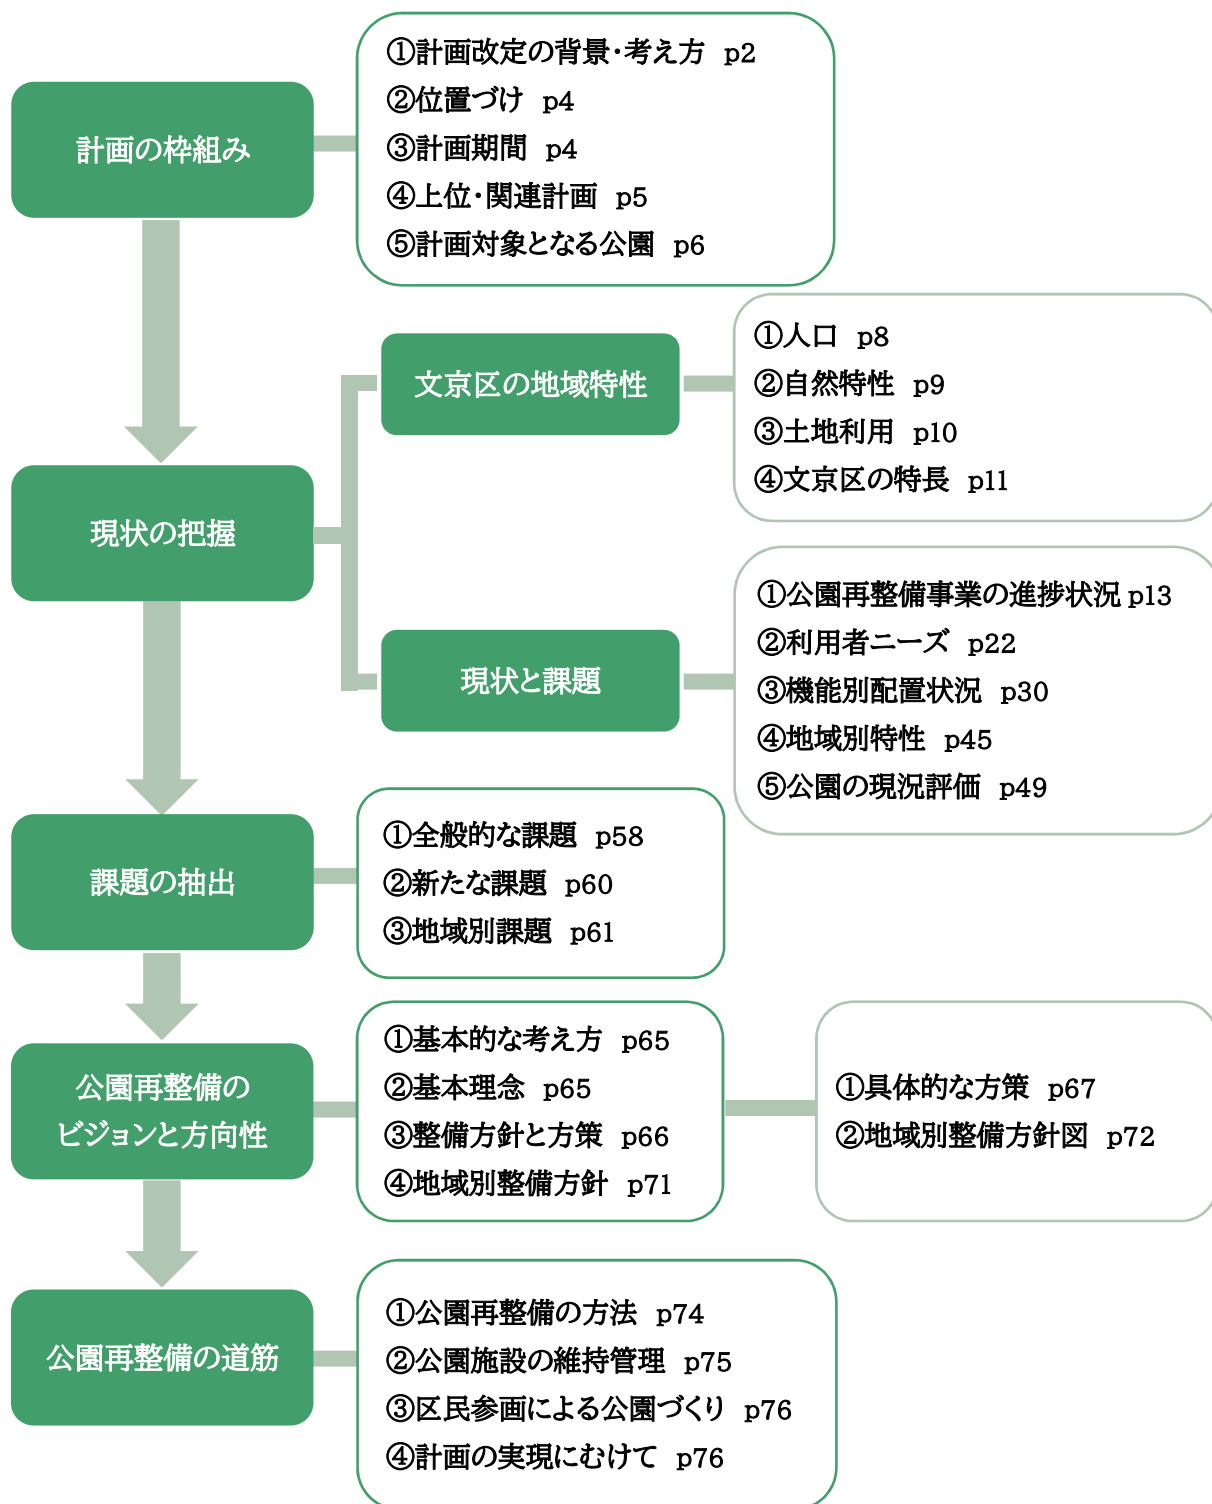 計画の枠組み
①計画改定の背景・考え方 p2
②位置づけ p4
③計画期間 p4
④上位・関連計画 p5
⑤計画対象となる公園 p6
現状の把握
文京区の地域特性
①人口 p8
②自然特性 p9
③土地利用 p10
④文京区の特長 p11
現状と課題
①公園再整備事業の進捗状況 p13
②利用者ニーズ p22
③機能別配置状況 p30
④地域別特性 p45
⑤公園の現況評価 p49
課題の抽出
①全般的な課題 p58
②新たな課題 p60
③地域別課題 p61
公園再整備の
ビジョンと方向性
①基本的な考え方 p65
②基本理念 p65
③整備方針と方策 p66
④地域別整備方針 p71
①具体的な方策 p67
②地域別整備方針図 p72
公園再整備の道筋
①公園再整備の方法 p74
②公園施設の維持管理 p75
③区民参画による公園づくり p76
④計画の実現にむけて p76